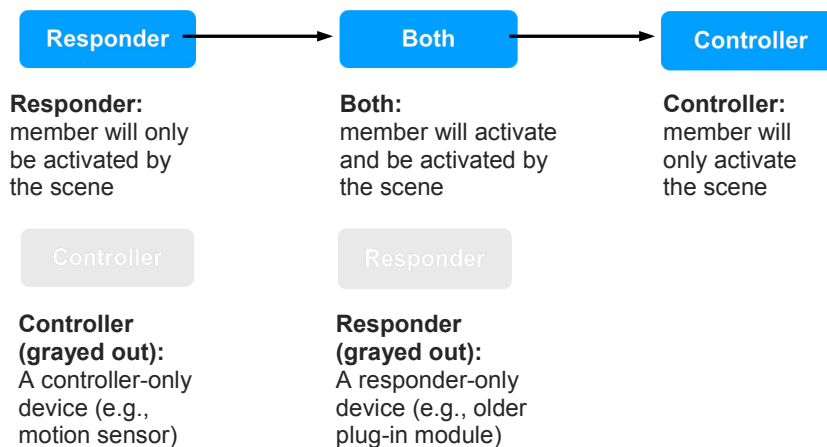 Responder
Both
Controller
Responder:
member will only
be activated by
the scene
Both:
member will activate
and be activated by
the scene
Controller:
member will
only activate
the scene
Controller
Responder
Controller
(grayed out):
A controller-only
device (e.g.,
motion sensor)
Responder
(grayed out):
A responder-only
device (e.g., older
plug-in module)